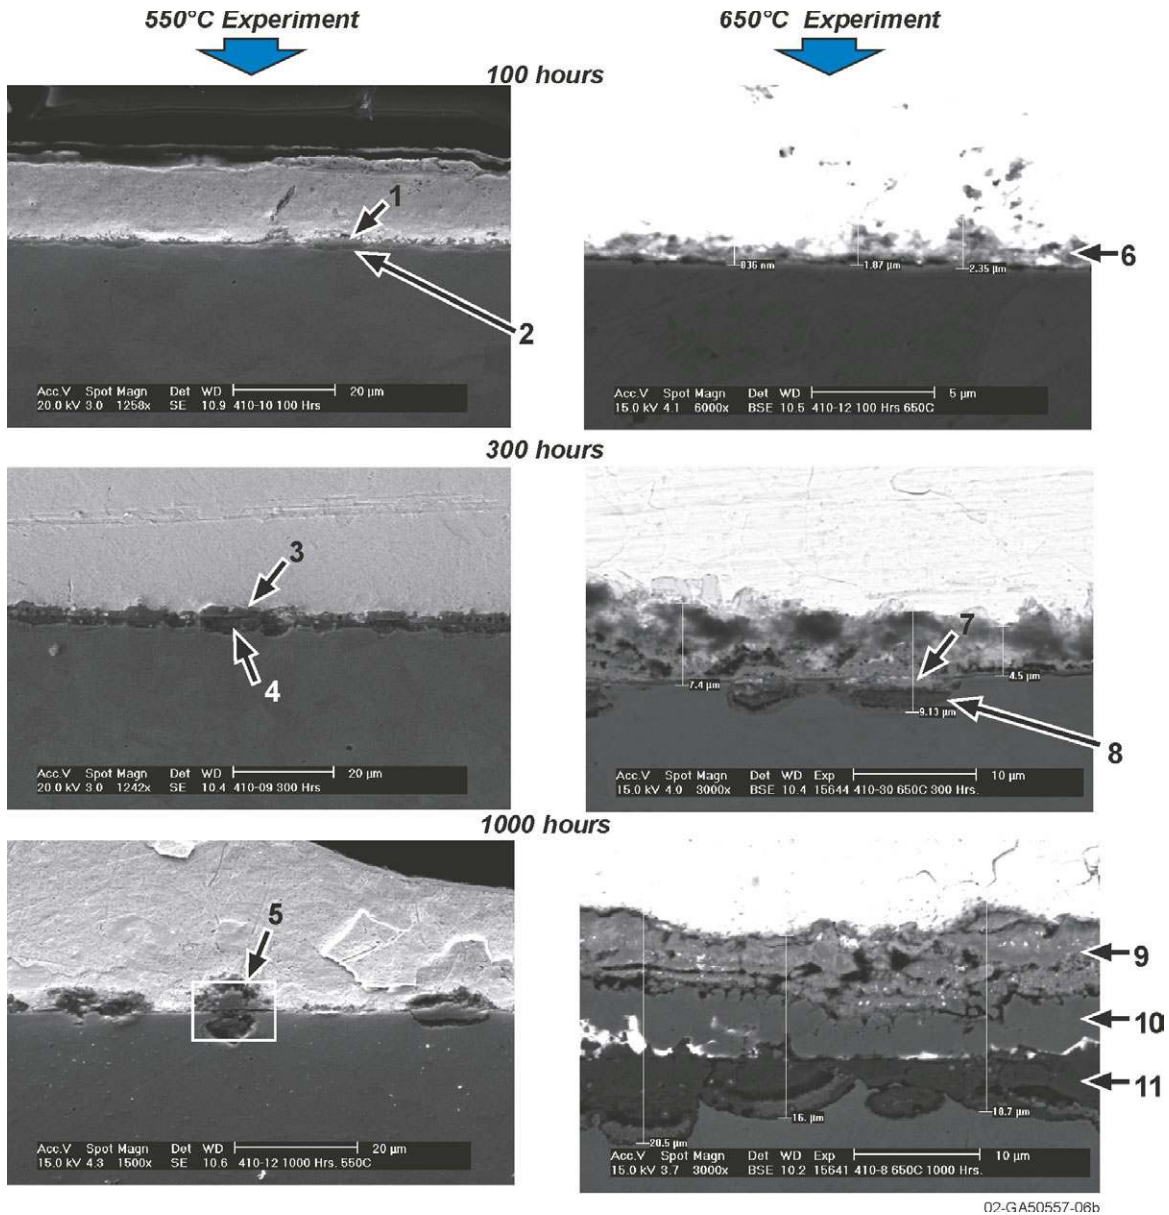 550°C Experiment
650°C Experiment
100 hours
1
2
Acc.V Spot Magn Det WD 20 µm
20.0 kV 3.0 1258x SE 10.9 410-10 100 Hrs
836 nm
1.87 µm
2.35 µm
6
Acc.V Spot Magn Det WD 5 µm
15.0 kV 4.1 6000x BSE 10.5 410-12 100 Hrs 650C
300 hours
3
4
Acc.V Spot Magn Det WD 20 µm
20.0 kV 3.0 1242x SE 10.4 410-09 300 Hrs
7
7.4 µm
4.5 µm
9.13 µm
8
Acc.V Spot Magn Det WD Exp 10 µm
15.0 kV 4.0 3000x BSE 10.4 15644 410-30 650C 300 Hrs.
1000 hours
5
Acc.V Spot Magn Det WD 20 µm
15.0 kV 4.3 1500x SE 10.6 410-12 1000 Hrs. 550C
9
10
11
20.5 µm
16. µm
18.7 µm
Acc.V Spot Magn Det WD Exp 10 µm
15.0 kV 3.7 3000x BSE 10.2 15641 410-8 650C 1000 Hrs.
02-GA50557-06b